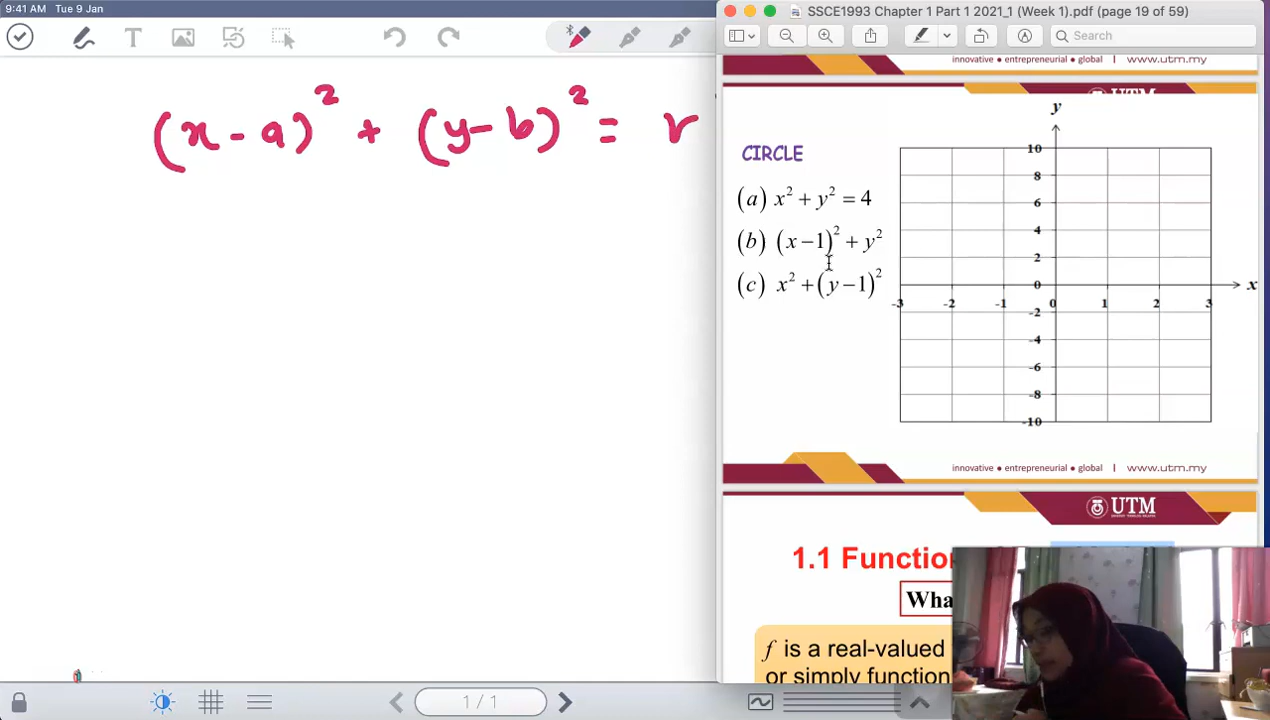 9:41 AM Tue 9 Jan
(x-a)² + (y-b)² = r
1 / 1
SSCE1993 Chapter 1 Part 1 2021_1 (Week 1).pdf (page 19 of 59)
Search
innovative ● entrepreneurial ● global | www.utm.my
y
CIRCLE
(a) x² + y² = 4
(b) (x−1)² + y²
(c) x² + (y−1)²
10
8
6
4
2
0
-2
-4
-6
-8
-10
-3 -2 -1 0 1 2 3 x
innovative ● entrepreneurial ● global | www.utm.my
UTM
1.1 Function
Wha
f is a real-valued
or simply function